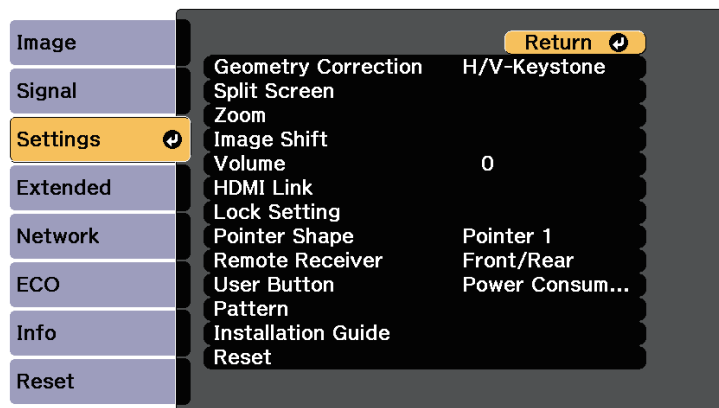 Image
Signal
Settings
Extended
Network
ECO
Info
Reset
Return
Geometry Correction H/V-Keystone
Split Screen
Zoom
Image Shift
Volume 0
HDMI Link
Lock Setting
Pointer Shape Pointer 1
Remote Receiver Front/Rear
User Button Power Consum...
Pattern
Installation Guide
Reset